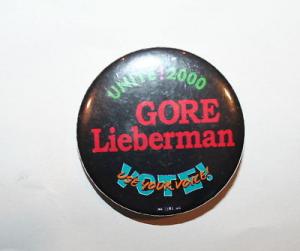 UNITE! 2000
GORE
Lieberman
VOTE!
USE YOUR VOICE!